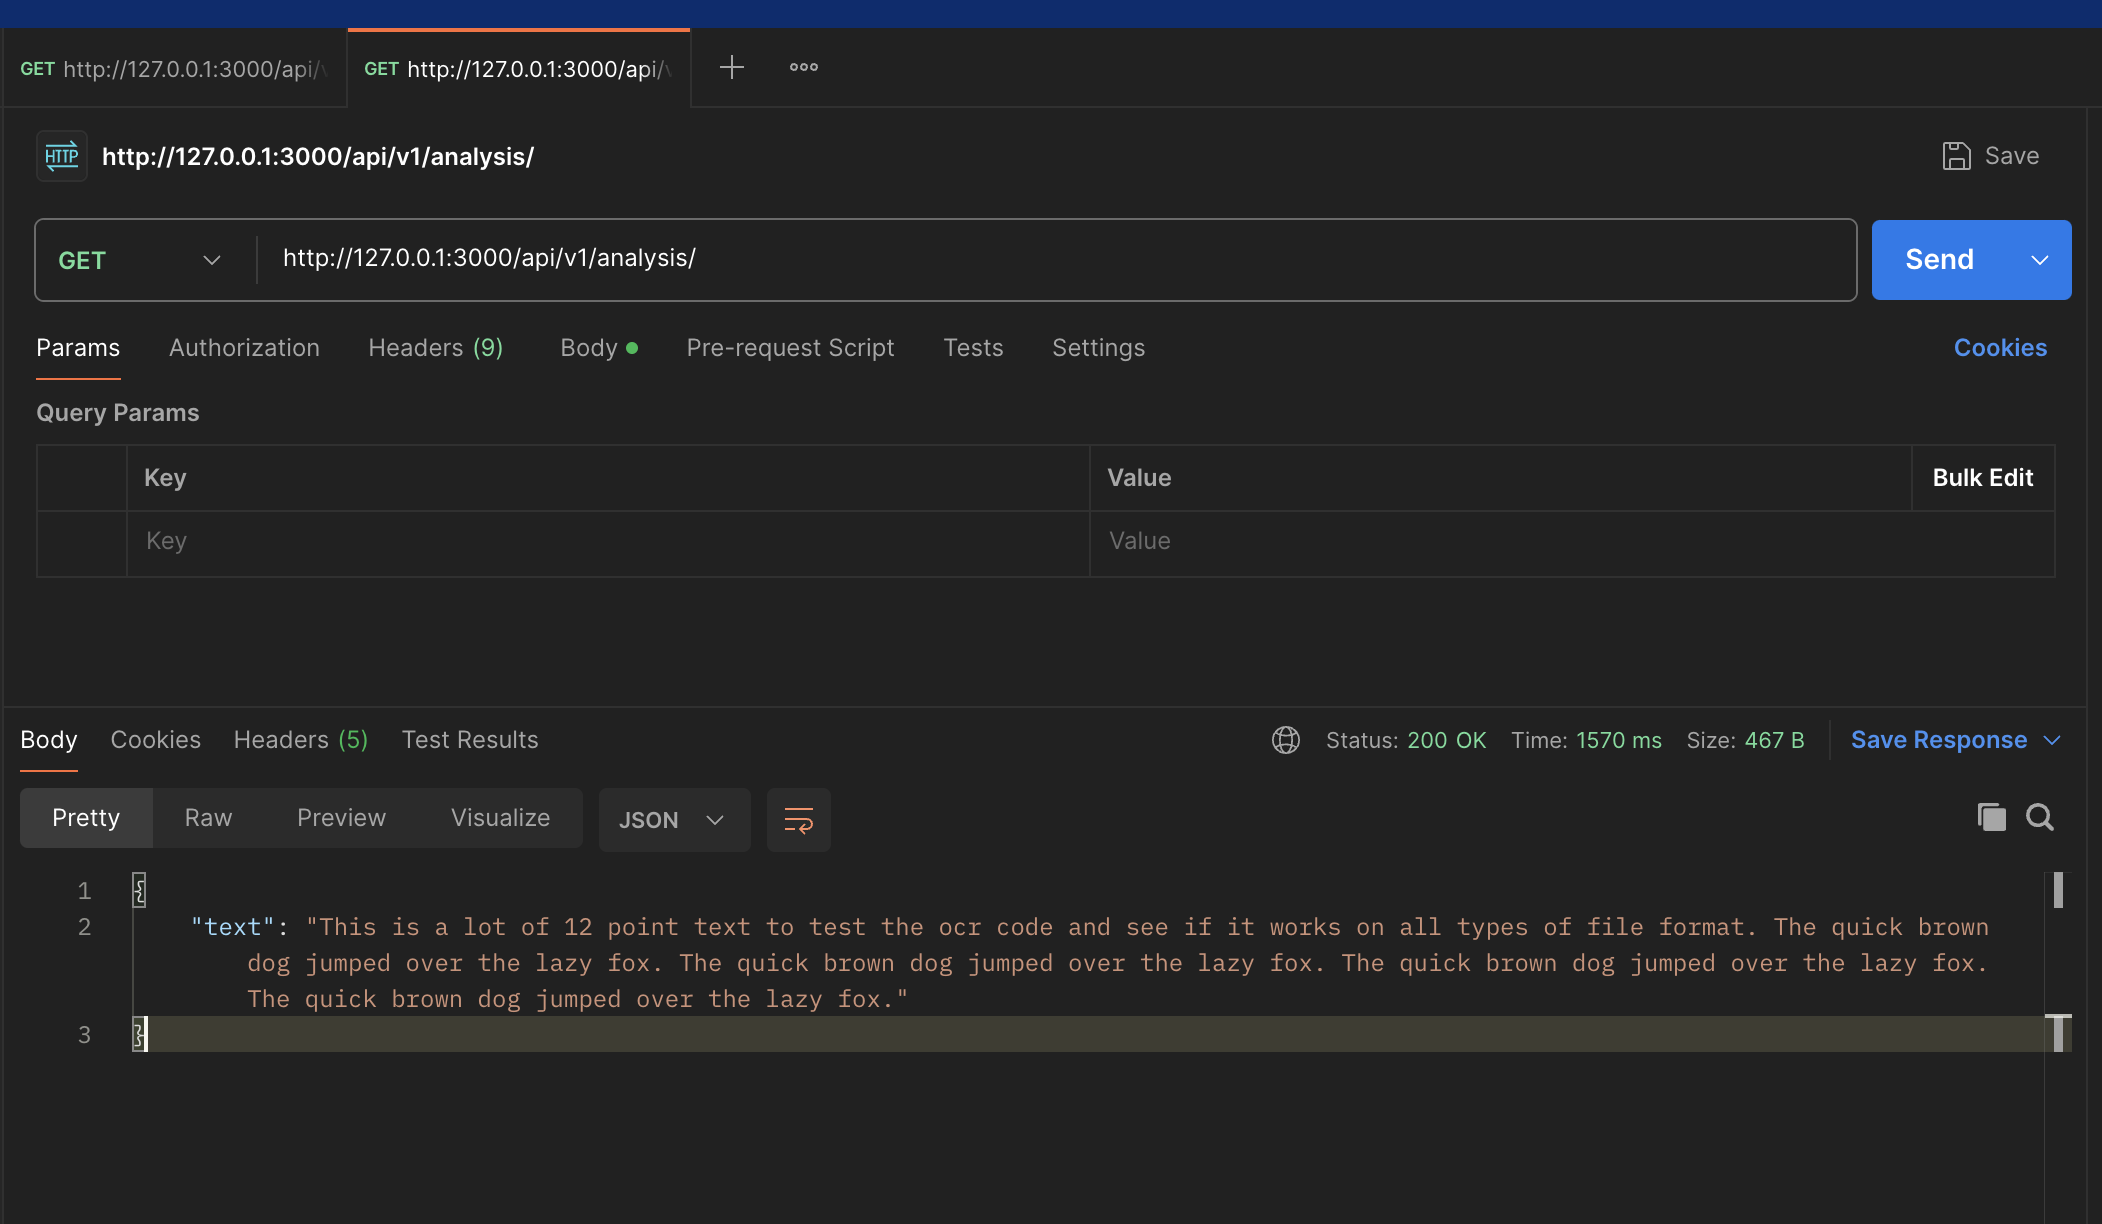 GET http://127.0.0.1:3000/api/v
GET http://127.0.0.1:3000/api/v
HTTP http://127.0.0.1:3000/api/v1/analysis/
Save
GET http://127.0.0.1:3000/api/v1/analysis/
Send
Params Authorization Headers (9) Body Pre-request Script Tests Settings Cookies
Query Params
Key Value Bulk Edit
Key Value
Body Cookies Headers (5) Test Results Status: 200 OK Time: 1570 ms Size: 467 B Save Response
Pretty Raw Preview Visualize JSON
1 {
2 "text": "This is a lot of 12 point text to test the ocr code and see if it works on all types of file format. The quick brown
dog jumped over the lazy fox. The quick brown dog jumped over the lazy fox. The quick brown dog jumped over the lazy fox.
The quick brown dog jumped over the lazy fox."
3 }